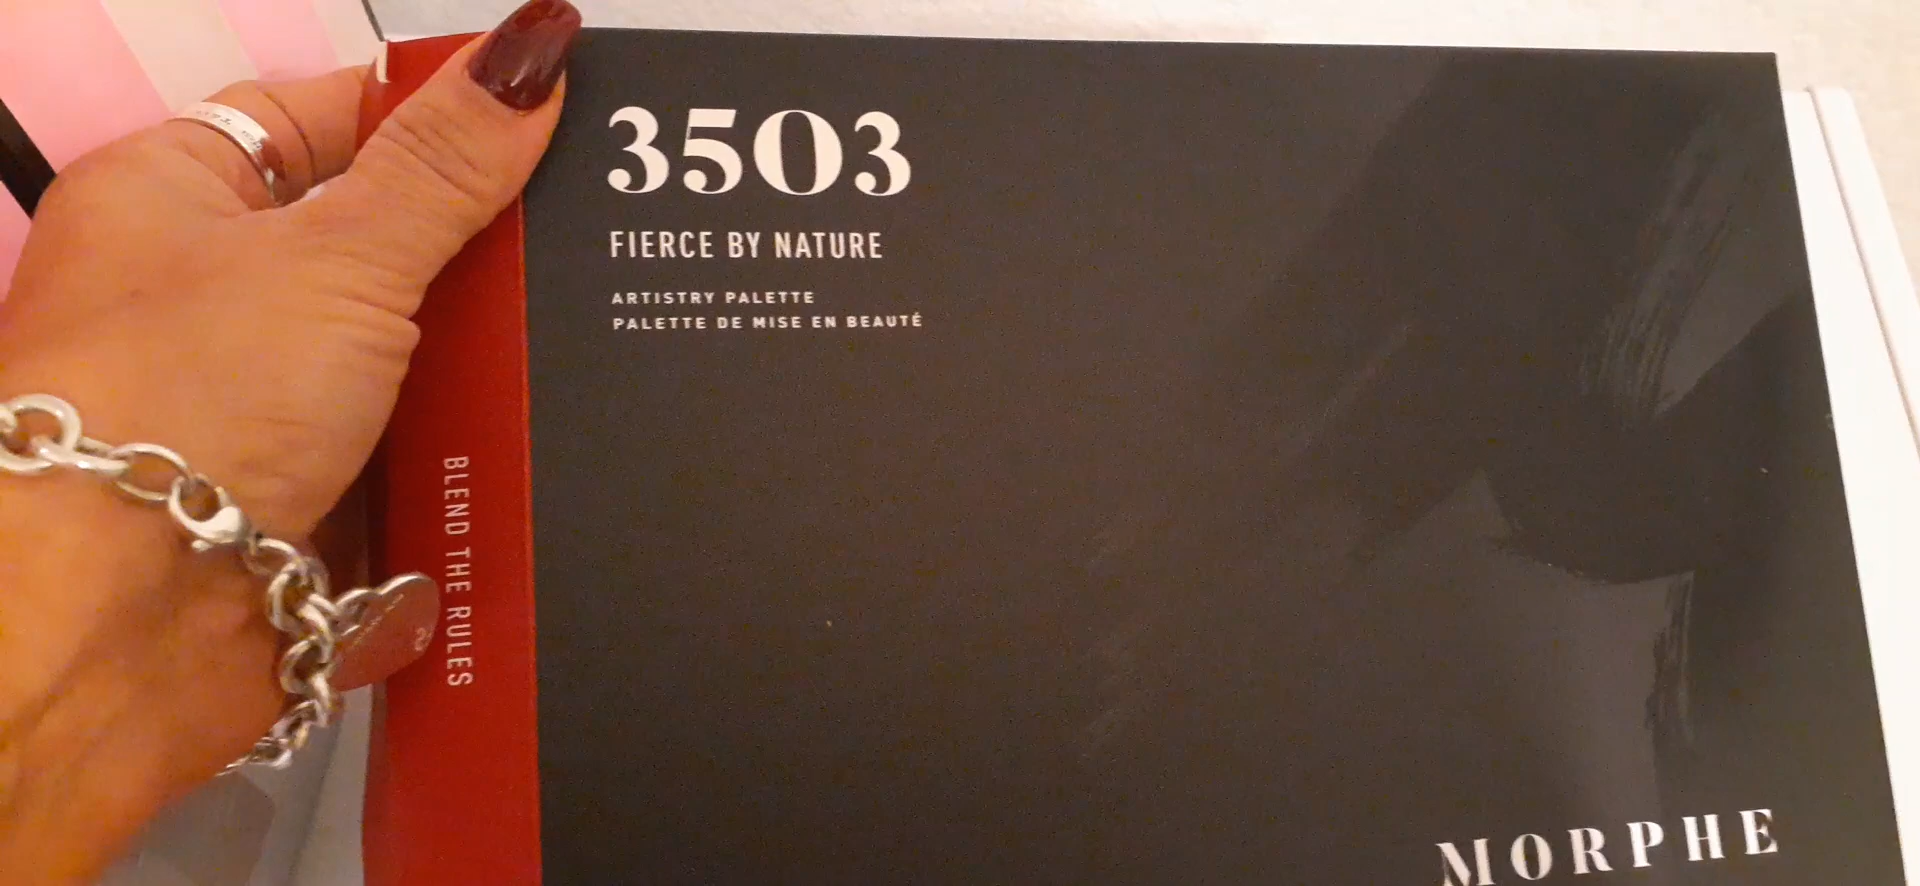 3503
FIERCE BY NATURE
ARTISTRY PALETTE
PALETTE DE MISE EN BEAUTÉ
BLEND THE RULES
MORPHE